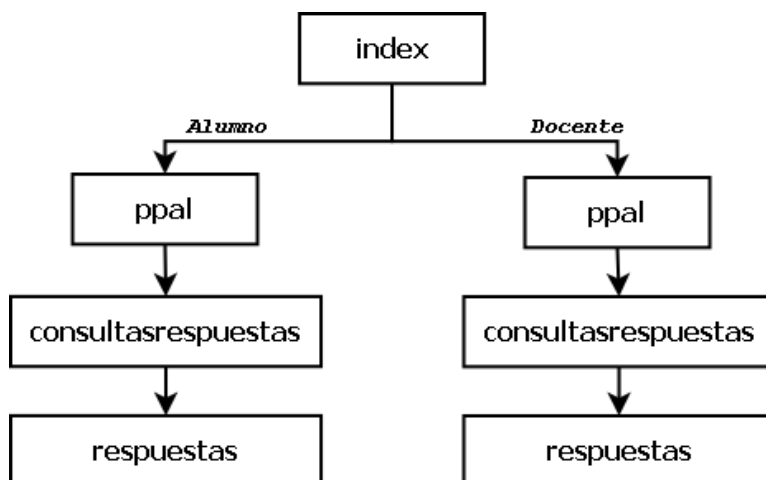 index
Alumno
Docente
ppal
ppal
consultasrespuestas
consultasrespuestas
respuestas
respuestas